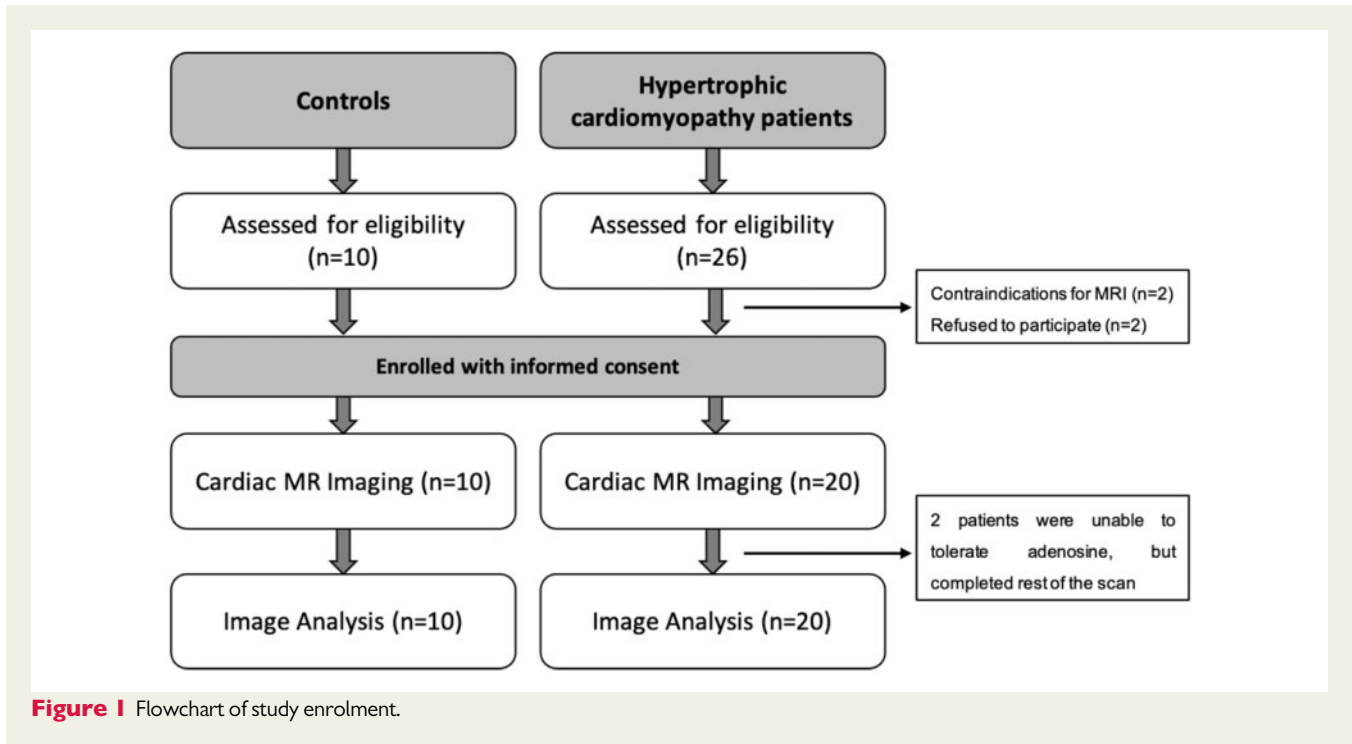 Controls
Hypertrophic
cardiomyopathy patients
Assessed for eligibility
(n=10)
Assessed for eligibility
(n=26)
Contraindications for MRI (n=2)
Refused to participate (n=2)
Enrolled with informed consent
Cardiac MR Imaging (n=10)
Cardiac MR Imaging (n=20)
2 patients were unable to
tolerate adenosine, but
completed rest of the scan
Image Analysis (n=10)
Image Analysis (n=20)
Figure 1 Flowchart of study enrolment.